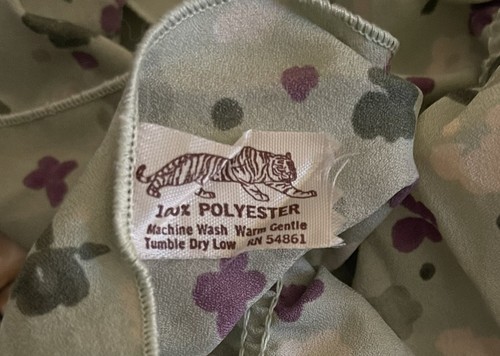 100% POLYESTER
Machine Wash Warm Gentle
Tumble Dry Low RN 54861